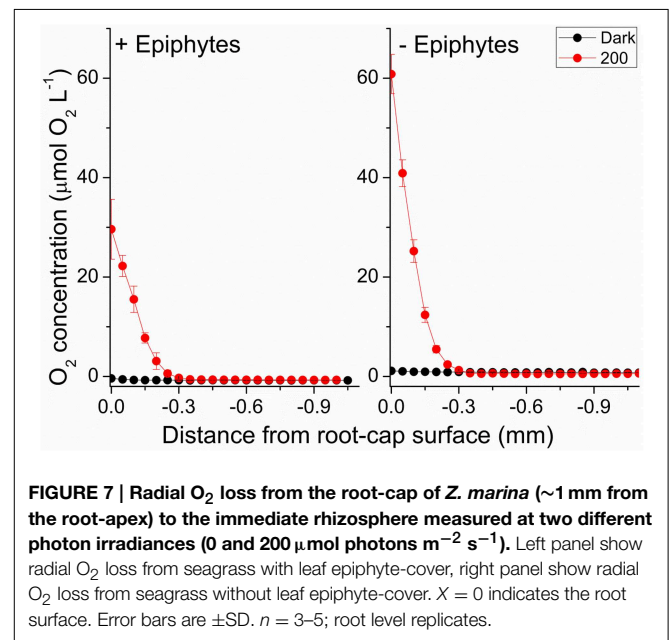 + Epiphytes
- Epiphytes
Dark
200
O₂ concentration (μmol O₂ L⁻¹)
60
40
20
0
60
40
20
0
0.0 -0.3 -0.6 -0.9
0.0 -0.3 -0.6 -0.9
Distance from root-cap surface (mm)
FIGURE 7 | Radial O₂ loss from the root-cap of Z. marina (∼1 mm from
the root-apex) to the immediate rhizosphere measured at two different
photon irradiances (0 and 200 μmol photons m⁻² s⁻¹). Left panel show
radial O₂ loss from seagrass with leaf epiphyte-cover, right panel show radial
O₂ loss from seagrass without leaf epiphyte-cover. X = 0 indicates the root
surface. Error bars are ±SD. n = 3–5; root level replicates.